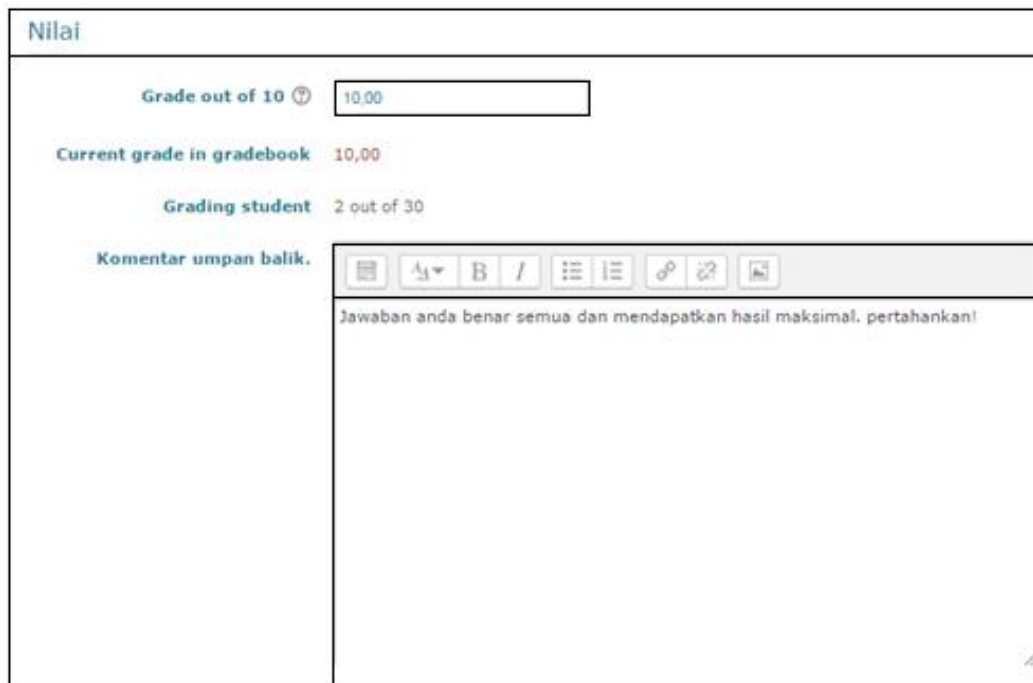 Nilai
Grade out of 10 10,00
Current grade in gradebook 10,00
Grading student 2 out of 30
Komentar umpan balik.
B I
Jawaban anda benar semua dan mendapatkan hasil maksimal. pertahankan!